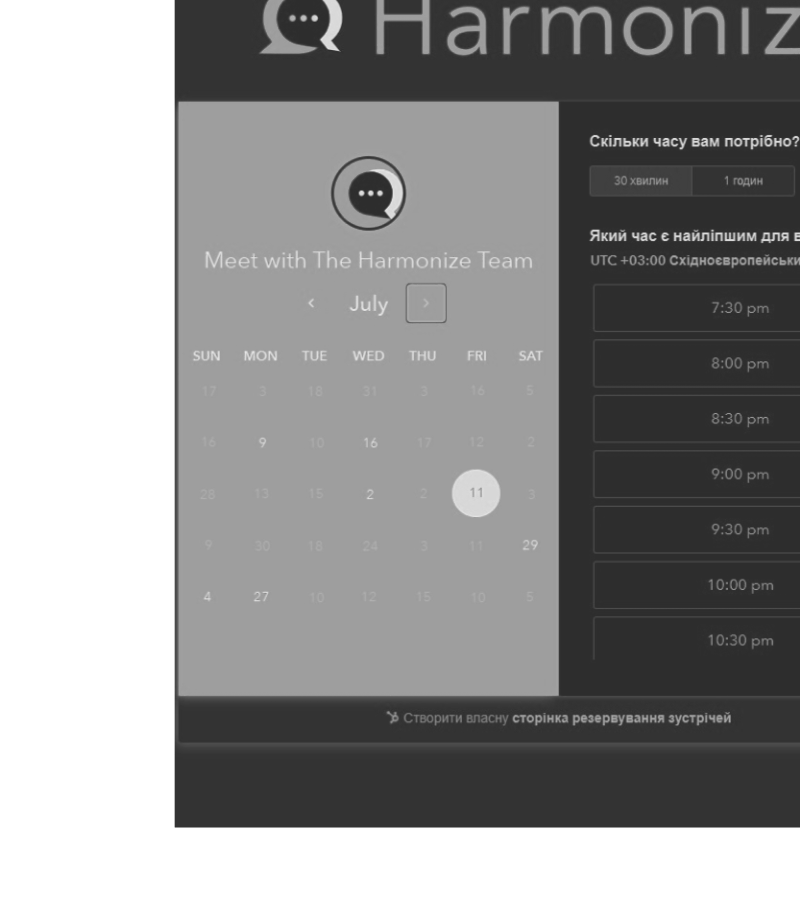 Harmoniz
Meet with The Harmonize Team
July
SUN MON TUE WED THU FRI SAT
17 3 18 31 3 16 5
16 9 10 16 17 12 2
28 13 15 2 2 11 3
9 30 18 24 3 11 29
4 27 10 12 15 10 5
Скільки часу вам потрібно?
30 хвилин 1 годин
Який час є найліпшим для в
UTC +03:00 Східноєвропейськи
7:30 pm
8:00 pm
8:30 pm
9:00 pm
9:30 pm
10:00 pm
10:30 pm
Створити власну сторінка резервування зустрічей